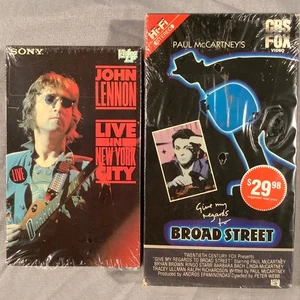 SONY
JOHN
LENNON
LIVE
IN
NEW YORK
CITY
LIVE
Hi-Fi
STEREO
CBS
FOX
VIDEO
PAUL McCARTNEY'S
Give my
regards
to
BROAD STREET
$29.98
TWENTIETH CENTURY FOX Presents
"GIVE MY REGARDS TO BROAD STREET" Starring PAUL McCARTNEY
BRYAN BROWN RINGO STARR BARBARA BACH LINDA McCARTNEY
TRACEY ULLMAN RALPH RICHARDSON Written by PAUL McCARTNEY
Produced by ANDROS EPAMINONDAS Directed by PETER WEBB